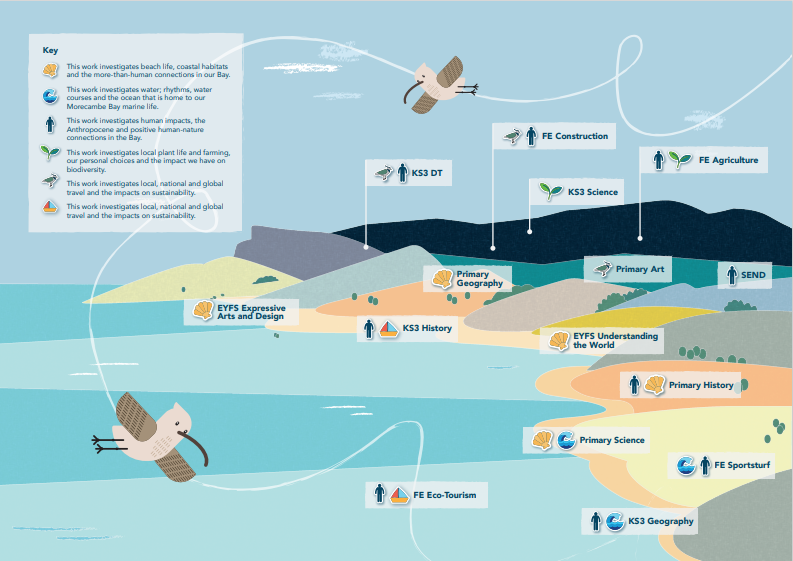 Key
This work investigates beach life, coastal habitats
and the more-than-human connections in our Bay.
This work investigates water; rhythms, water
courses and the ocean that is home to our
Morecambe Bay marine life.
This work investigates human impacts, the
Anthropocene and positive human-nature
connections in the Bay.
This work investigates local plant life and farming,
our personal choices and the impact we have on
biodiversity.
This work investigates local, national and global
travel and the impacts on sustainability.
This work investigates local, national and global
travel and the impacts on sustainability.
FE Construction
FE Agriculture
KS3 DT
KS3 Science
Primary Art
SEND
Primary
Geography
EYFS Expressive
Arts and Design
KS3 History
EYFS Understanding
the World
Primary History
Primary Science
FE Sportsturf
FE Eco-Tourism
KS3 Geography